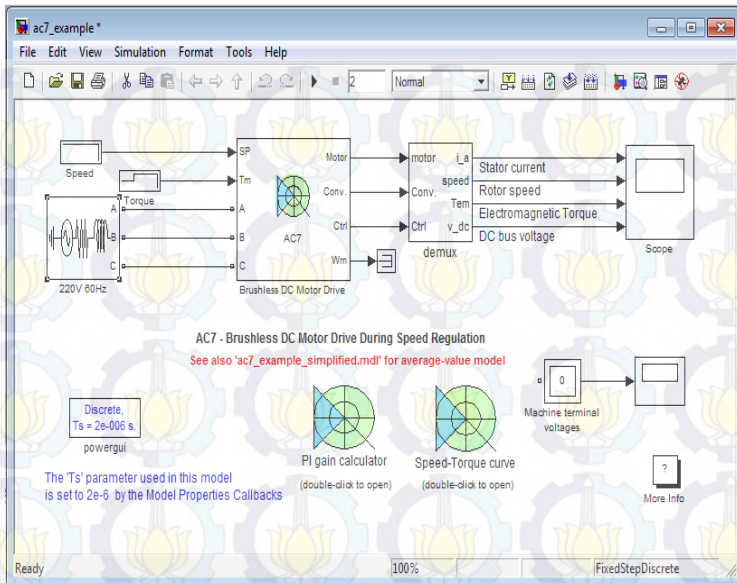 ac7_example *
File Edit View Simulation Format Tools Help
2 Normal
Speed
Torque
A
B
C
220V 60Hz
SP
Tm
A
B
C
Motor
Conv.
Ctrl
Wm
AC7
Brushless DC Motor Drive
motor
Conv.
Ctrl
i_a
speed
Tem
v_dc
demux
Stator current
Rotor speed
Electromagnetic Torque
DC bus voltage
Scope
AC7 - Brushless DC Motor Drive During Speed Regulation
See also 'ac7_example_simplified.mdl' for average-value model
Discrete,
Ts = 2e-006 s.
powergui
PI gain calculator
(double-click to open)
Speed-Torque curve
(double-click to open)
0
Machine terminal
voltages
The 'Ts' parameter used in this model
is set to 2e-6 by the Model Properties Callbacks
?
More Info
Ready 100% FixedStepDiscrete